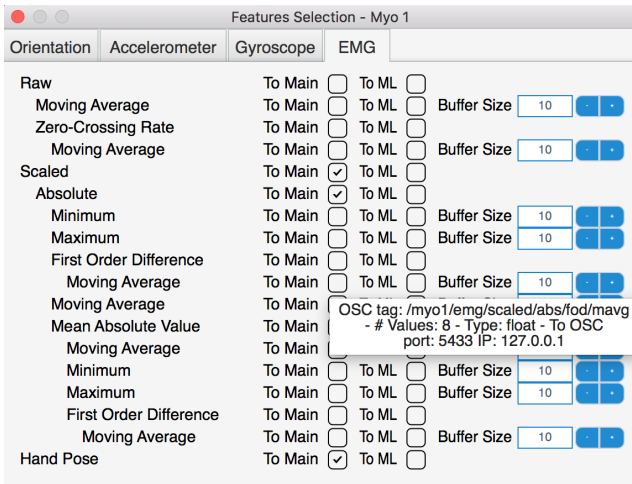 Features Selection - Myo 1
Orientation Accelerometer Gyroscope EMG
Raw To Main To ML
Moving Average To Main To ML Buffer Size 10 - +
Zero-Crossing Rate To Main To ML
Moving Average To Main To ML Buffer Size 10 - +
Scaled To Main To ML
Absolute To Main To ML
Minimum To Main To ML Buffer Size 10 - +
Maximum To Main To ML Buffer Size 10 - +
First Order Difference To Main To ML
Moving Average To Main To ML Buffer Size 10 - +
Moving Average To Main
OSC tag: /myo1/emg/scaled/abs/fod/mavg
Mean Absolute Value To Main
- # Values: 8 - Type: float - To OSC
Moving Average To Main
port: 5433 IP: 127.0.0.1
Minimum To Main To ML Buffer Size 10 - +
Maximum To Main To ML Buffer Size 10 - +
First Order Difference To Main To ML
Moving Average To Main To ML Buffer Size 10 - +
Hand Pose To Main To ML